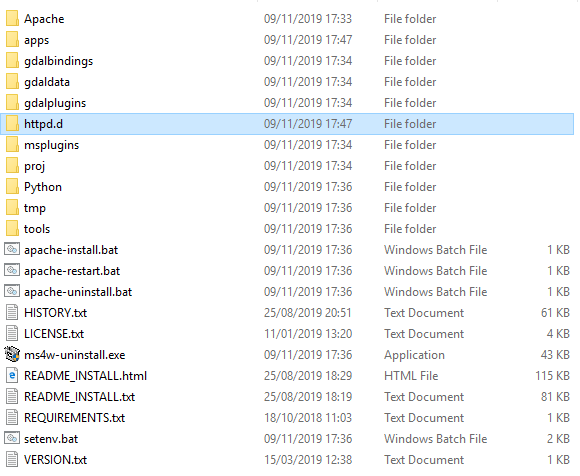 Apache 09/11/2019 17:33 File folder
apps 09/11/2019 17:47 File folder
gdalbindings 09/11/2019 17:34 File folder
gdaldata 09/11/2019 17:34 File folder
gdalplugins 09/11/2019 17:34 File folder
httpd.d 09/11/2019 17:47 File folder
msplugins 09/11/2019 17:34 File folder
proj 09/11/2019 17:34 File folder
Python 09/11/2019 17:36 File folder
tmp 09/11/2019 17:36 File folder
tools 09/11/2019 17:36 File folder
apache-install.bat 09/11/2019 17:36 Windows Batch File 1 KB
apache-restart.bat 09/11/2019 17:36 Windows Batch File 1 KB
apache-uninstall.bat 09/11/2019 17:36 Windows Batch File 1 KB
HISTORY.txt 25/08/2019 20:51 Text Document 61 KB
LICENSE.txt 11/01/2019 13:20 Text Document 4 KB
ms4w-uninstall.exe 09/11/2019 17:36 Application 43 KB
README_INSTALL.html 25/08/2019 18:29 HTML File 115 KB
README_INSTALL.txt 25/08/2019 18:19 Text Document 81 KB
REQUIREMENTS.txt 18/10/2018 11:03 Text Document 1 KB
setenv.bat 09/11/2019 17:36 Windows Batch File 2 KB
VERSION.txt 15/03/2019 12:38 Text Document 1 KB